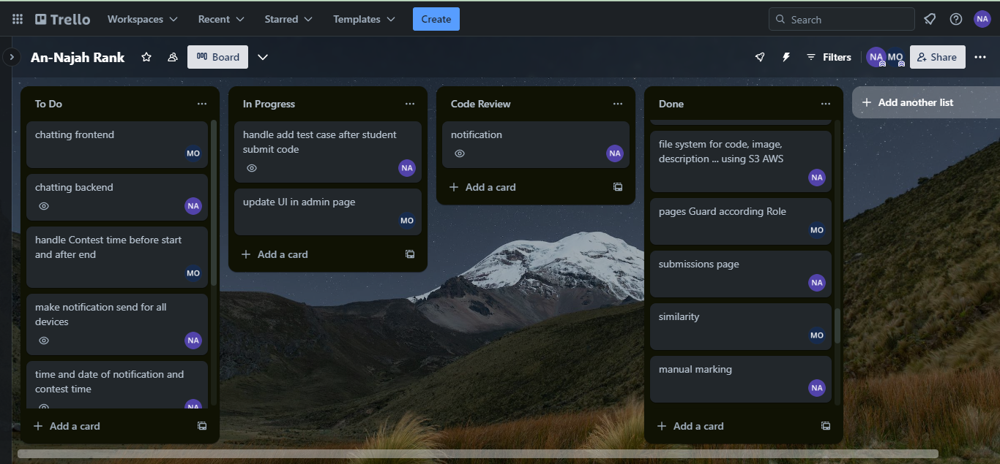 Trello
Workspaces
Recent
Starred
Templates
Create
Search
NA
An-Najah Rank
Board
Filters
NA
MO
Share
To Do
chatting frontend
MO
chatting backend
NA
handle Contest time before start
and after end
MO
make notification send for all
devices
NA
time and date of notification and
contest time
NA
Add a card
In Progress
handle add test case after student
submit code
NA
update UI in admin page
MO
Add a card
Code Review
notification
NA
Add a card
Done
file system for code, image,
description ... using S3 AWS
NA
pages Guard according Role
MO
submissions page
NA
similarity
MO
manual marking
NA
Add a card
Add another list